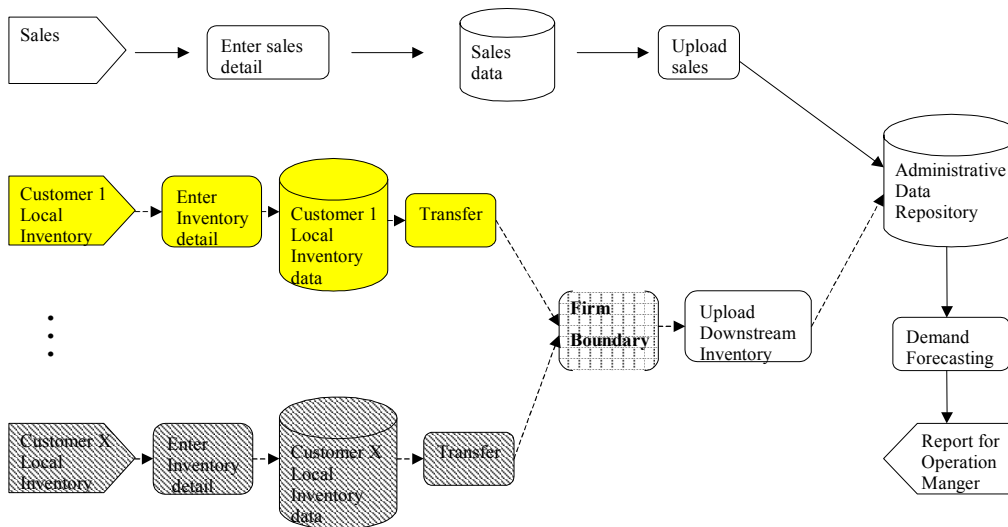 Sales
Enter sales
detail
Sales
data
Upload
sales
Administrative
Data
Repository
Customer 1
Local
Inventory
Enter
Inventory
detail
Customer 1
Local
Inventory
data
Transfer
Firm
Boundary
Upload
Downstream
Inventory
Demand
Forecasting
Customer X
Local
Inventory
Enter
Inventory
detail
Customer X
Local
Inventory
data
Transfer
Report for
Operation
Manger